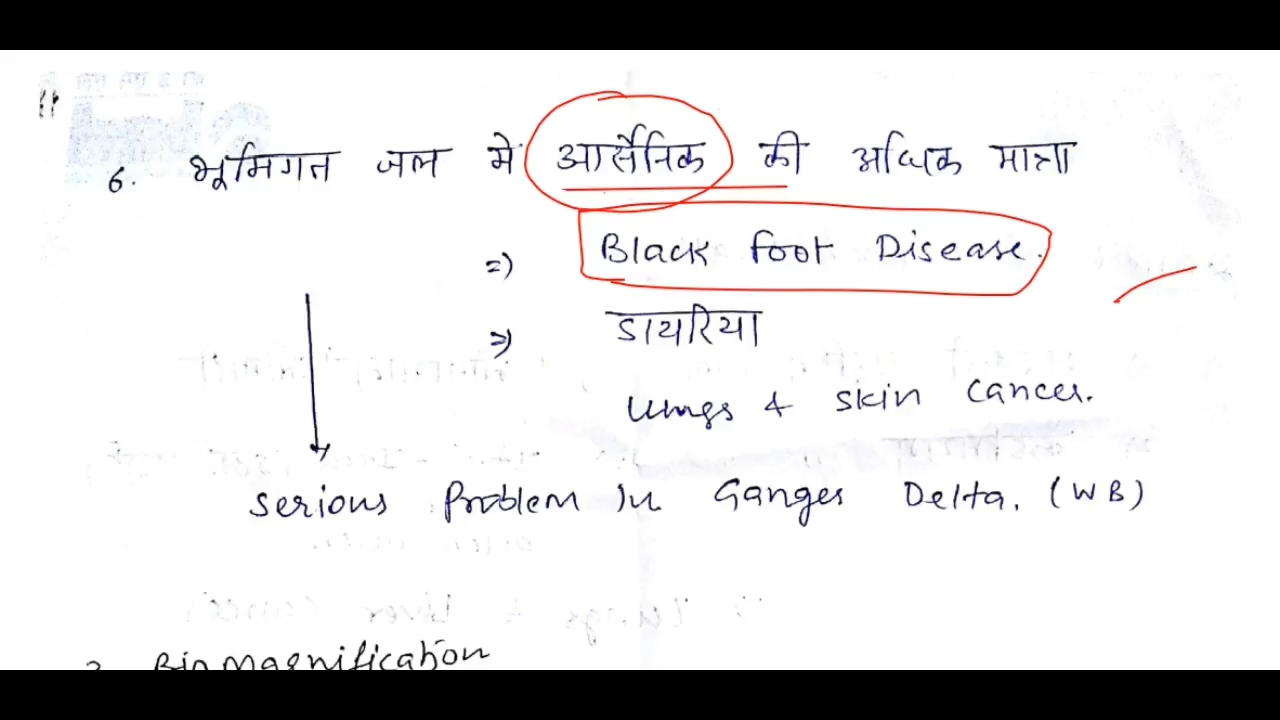 6. भूमिगत जल मे आर्सेनिक की अधिक मात्रा
=) Black foot Disease.
=) डायरिया
lungs & skin cancer.
serious problem In Ganges Delta. (WB)
Bio magnification